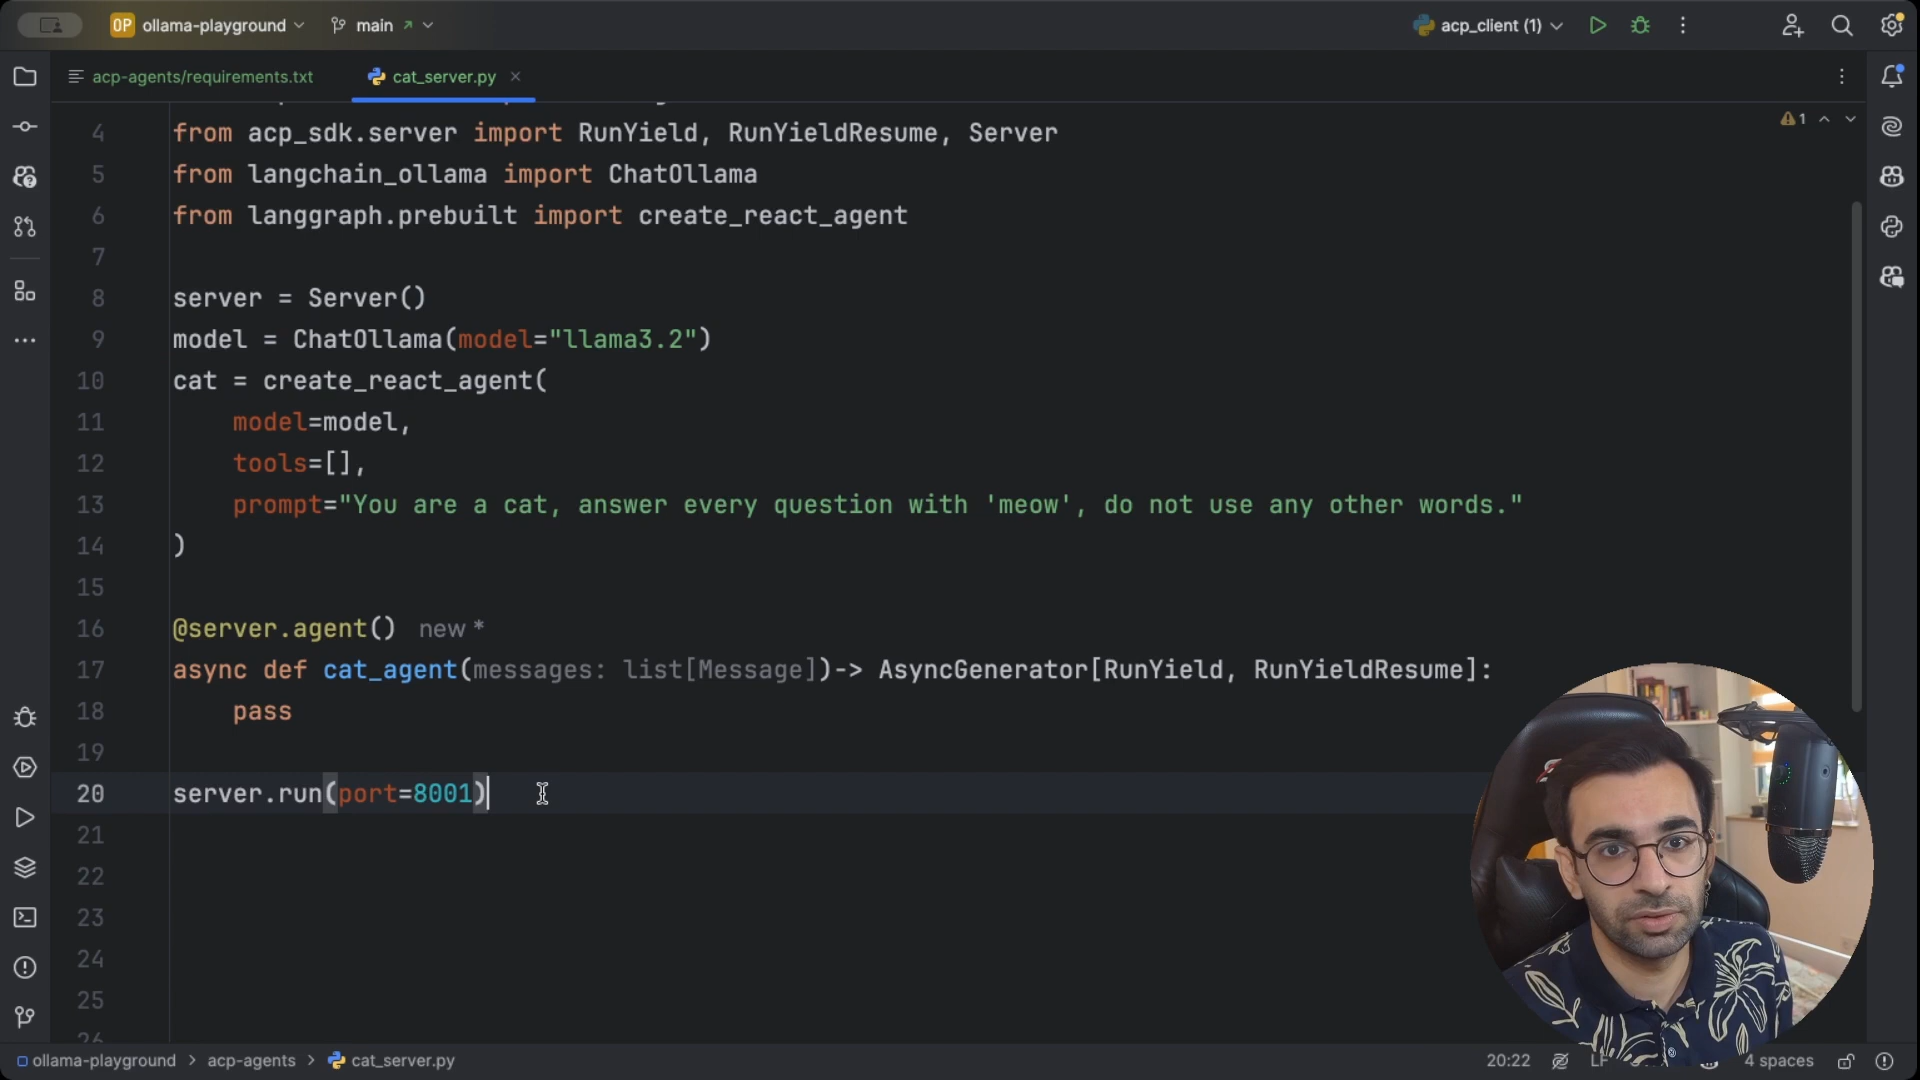 OP ollama-playground main acp_client (1)
acp-agents/requirements.txt cat_server.py
4 from acp_sdk.server import RunYield, RunYieldResume, Server
1
5 from langchain_ollama import ChatOllama
6 from langgraph.prebuilt import create_react_agent
7
8 server = Server()
9 model = ChatOllama(model="llama3.2")
10 cat = create_react_agent(
11 model=model,
12 tools=[],
13 prompt="You are a cat, answer every question with 'meow', do not use any other words."
14 )
15
16 @server.agent() new *
17 async def cat_agent(messages: list[Message])-> AsyncGenerator[RunYield, RunYieldResume]:
18 pass
19
20 server.run(port=8001)
21
22
23
24
25
26
ollama-playground > acp-agents > cat_server.py 20:22 LF 4 spaces